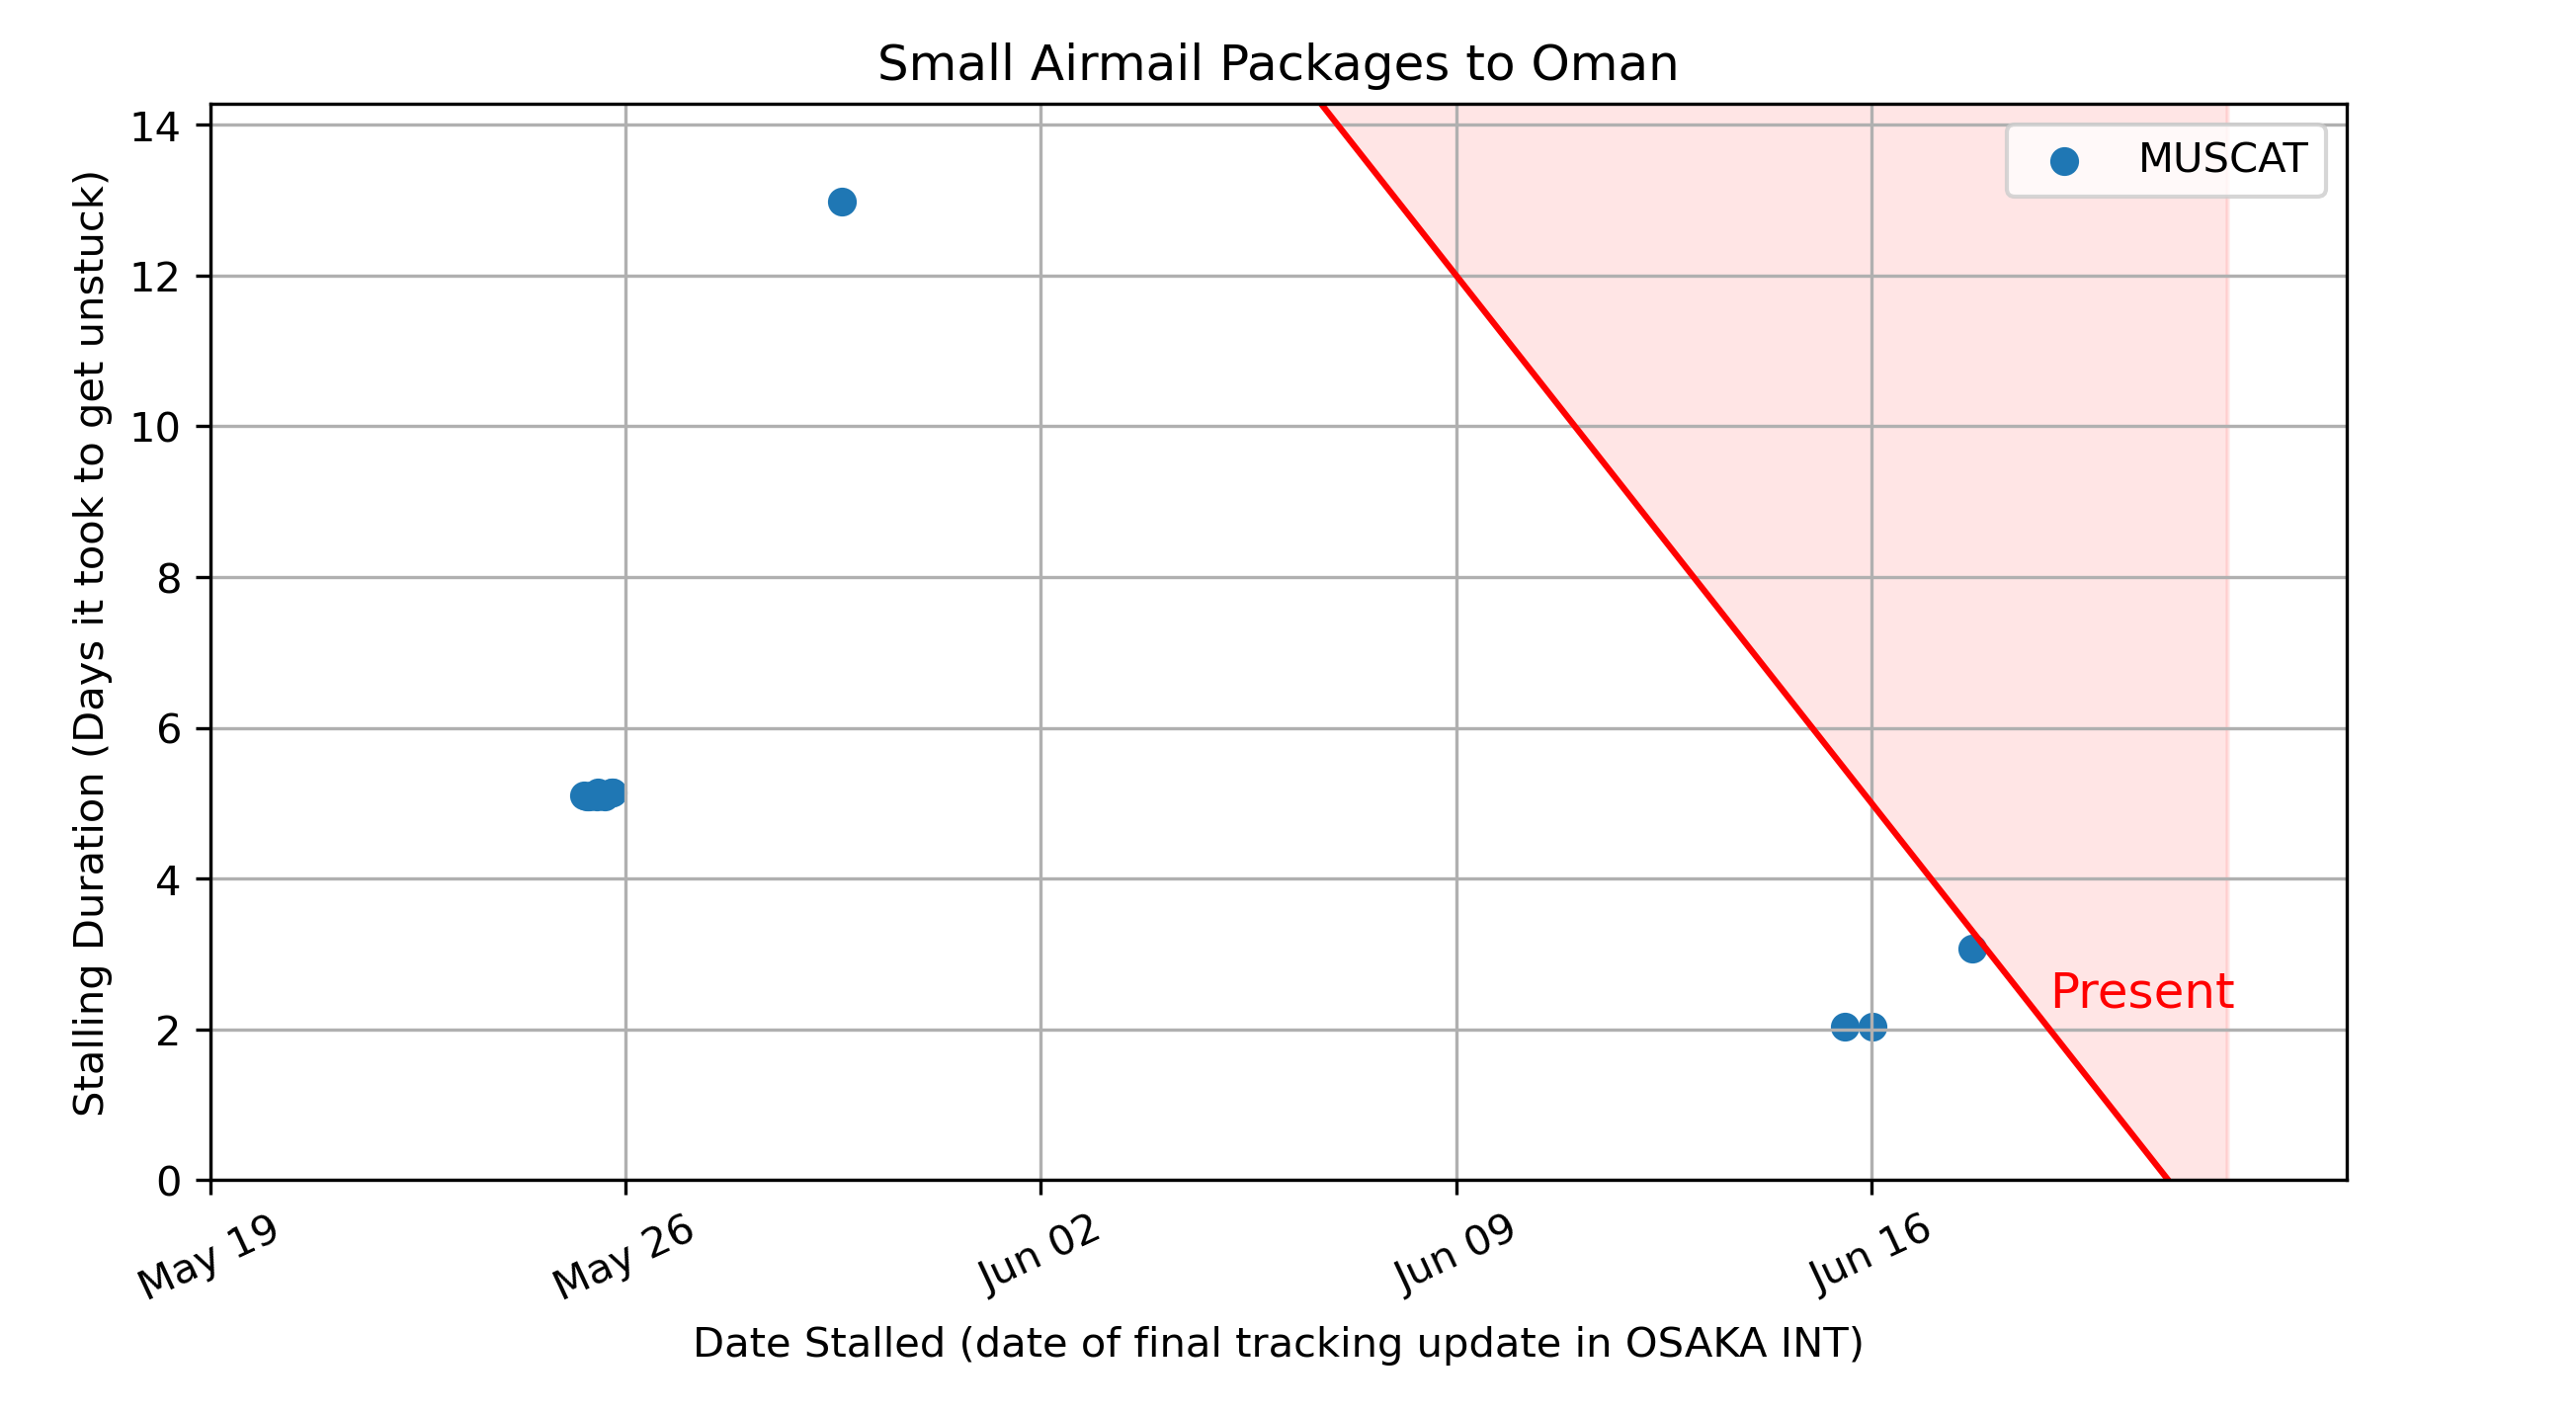 Small Airmail Packages to Oman
MUSCAT
14
12
10
8
6
4
2
0
Stalling Duration (Days it took to get unstuck)
Present
May 19
May 26
Jun 02
Jun 09
Jun 16
Date Stalled (date of final tracking update in OSAKA INT)